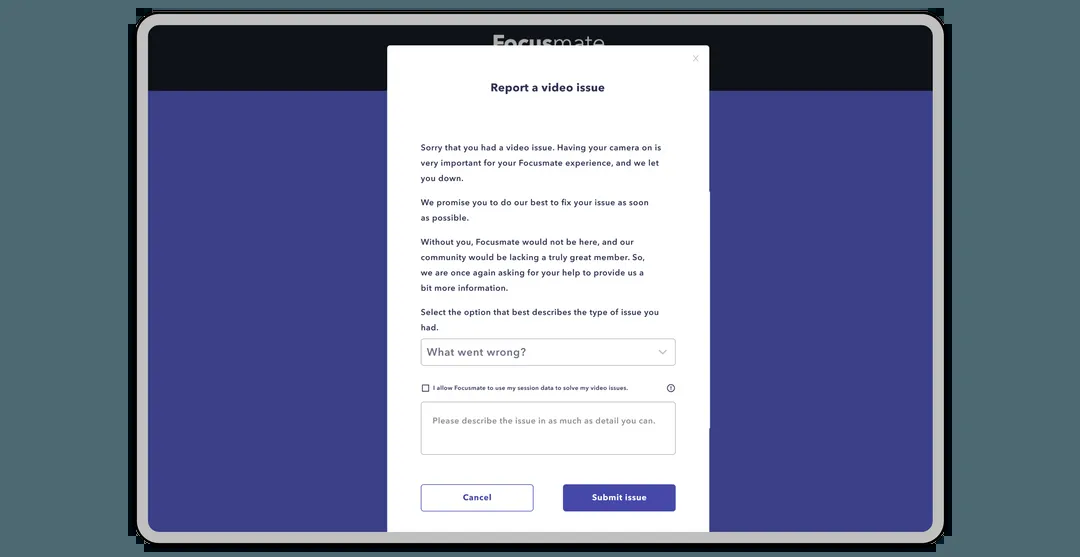 Focusmate
X
Report a video issue
Sorry that you had a video issue. Having your camera on is
very important for your Focusmate experience, and we let
you down.
We promise you to do our best to fix your issue as soon
as possible.
Without you, Focusmate would not be here, and our
community would be lacking a truly great member. So,
we are once again asking for your help to provide us a
bit more information.
Select the option that best describes the type of issue you
had.
What went wrong?
I allow Focusmate to use my session data to solve my video issues.
Please describe the issue in as much as detail you can.
Cancel
Submit issue